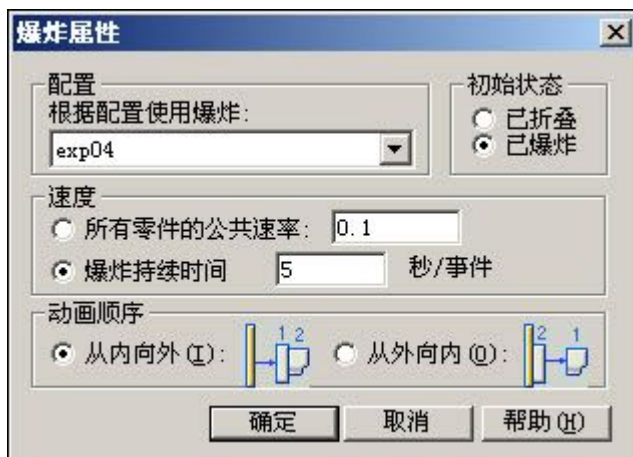 爆炸属性
配置
根据配置使用爆炸:
exp04
初始状态
已折叠
已爆炸
速度
所有零件的公共速率: 0.1
爆炸持续时间 5 秒/事件
动画顺序
从内向外(I): 1 2
从外向内(O): 2 1
确定 取消 帮助(H)